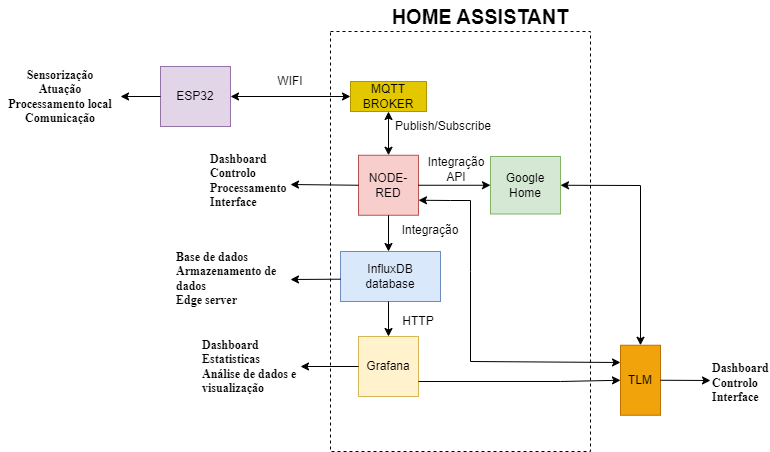 HOME ASSISTANT
Sensorização
Atuação
Processamento local
Comunicação
ESP32
WIFI
MQTT
BROKER
Publish/Subscribe
Dashboard
Controlo
Processamento
Interface
NODE-
RED
Integração
API
Google
Home
Integração
Base de dados
Armazenamento de
dados
Edge server
InfluxDB
database
HTTP
Dashboard
Estatisticas
Análise de dados e
visualização
Grafana
TLM
Dashboard
Controlo
Interface